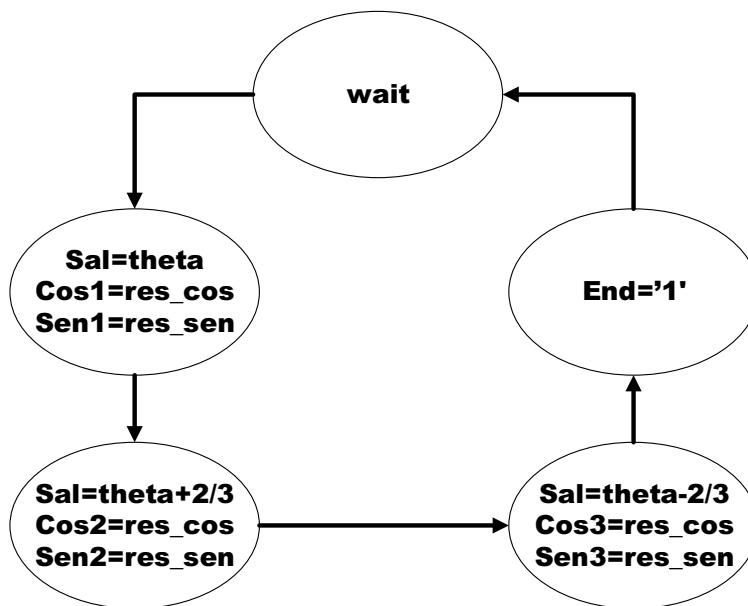 wait
Sal=theta
Cos1=res_cos
Sen1=res_sen
End=’1'
Sal=theta+2/3
Cos2=res_cos
Sen2=res_sen
Sal=theta-2/3
Cos3=res_cos
Sen3=res_sen